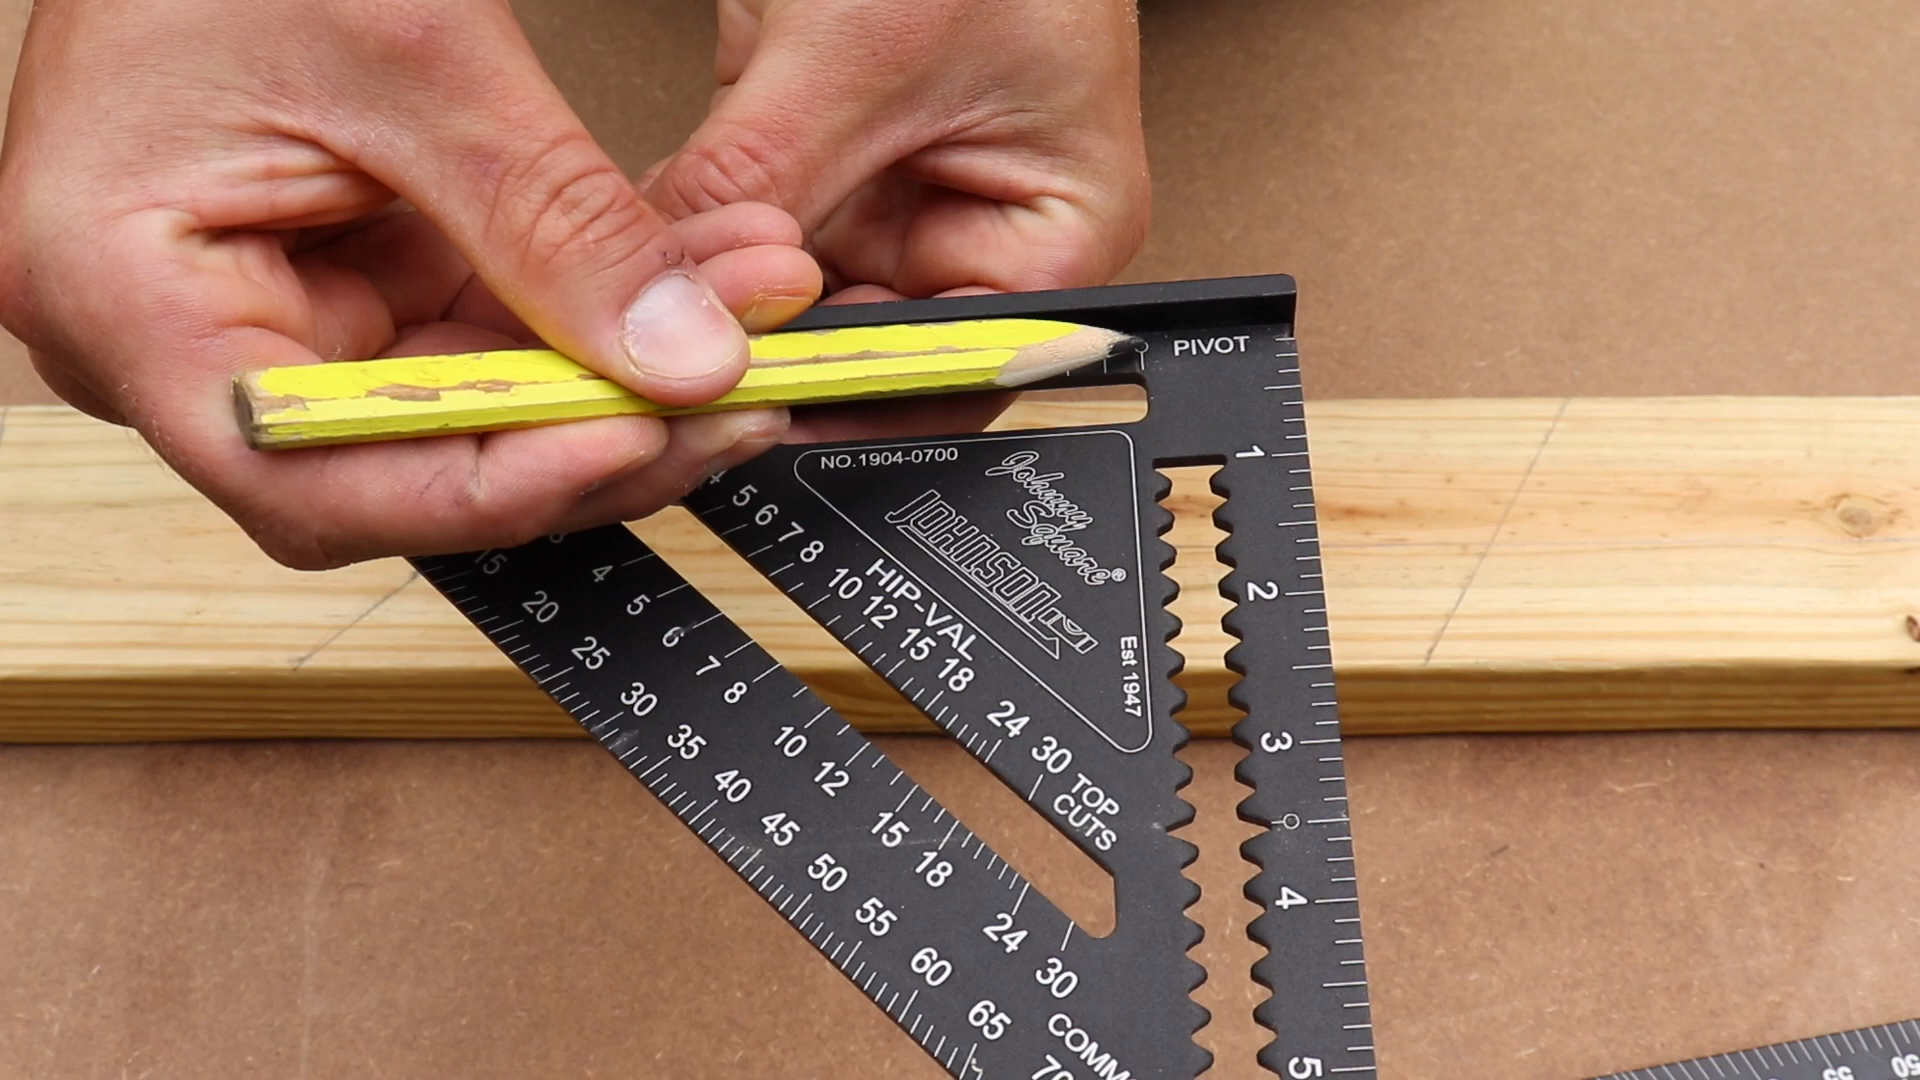 PIVOT
NO.1904-0700
Johnny
Square®
JOHNSON
Est 1947
HIP-VAL
TOP
CUTS
5 6 7 8 10 12 15 18 24 30
4 5 6 7 8 10 12 15 18 24 30
COMM
15 20 25 30 35 40 45 50 55 60 65
1 2 3 4 5
55 50